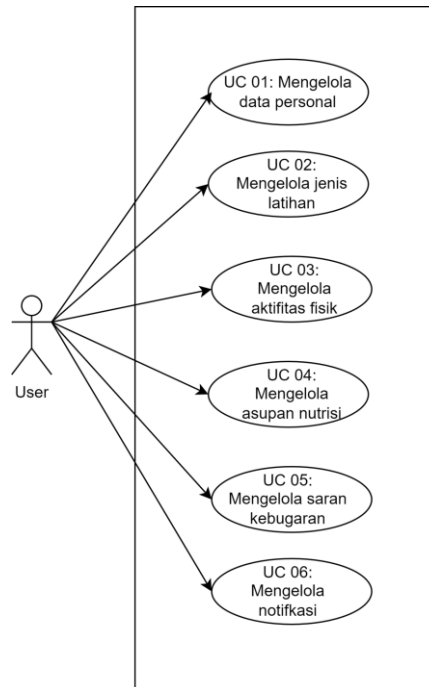 UC 01: Mengelola
data personal
UC 02:
Mengelola jenis
latihan
UC 03:
Mengelola
aktifitas fisik
User
UC 04:
Mengelola
asupan nutrisi
UC 05:
Mengelola saran
kebugaran
UC 06:
Mengelola
notifkasi